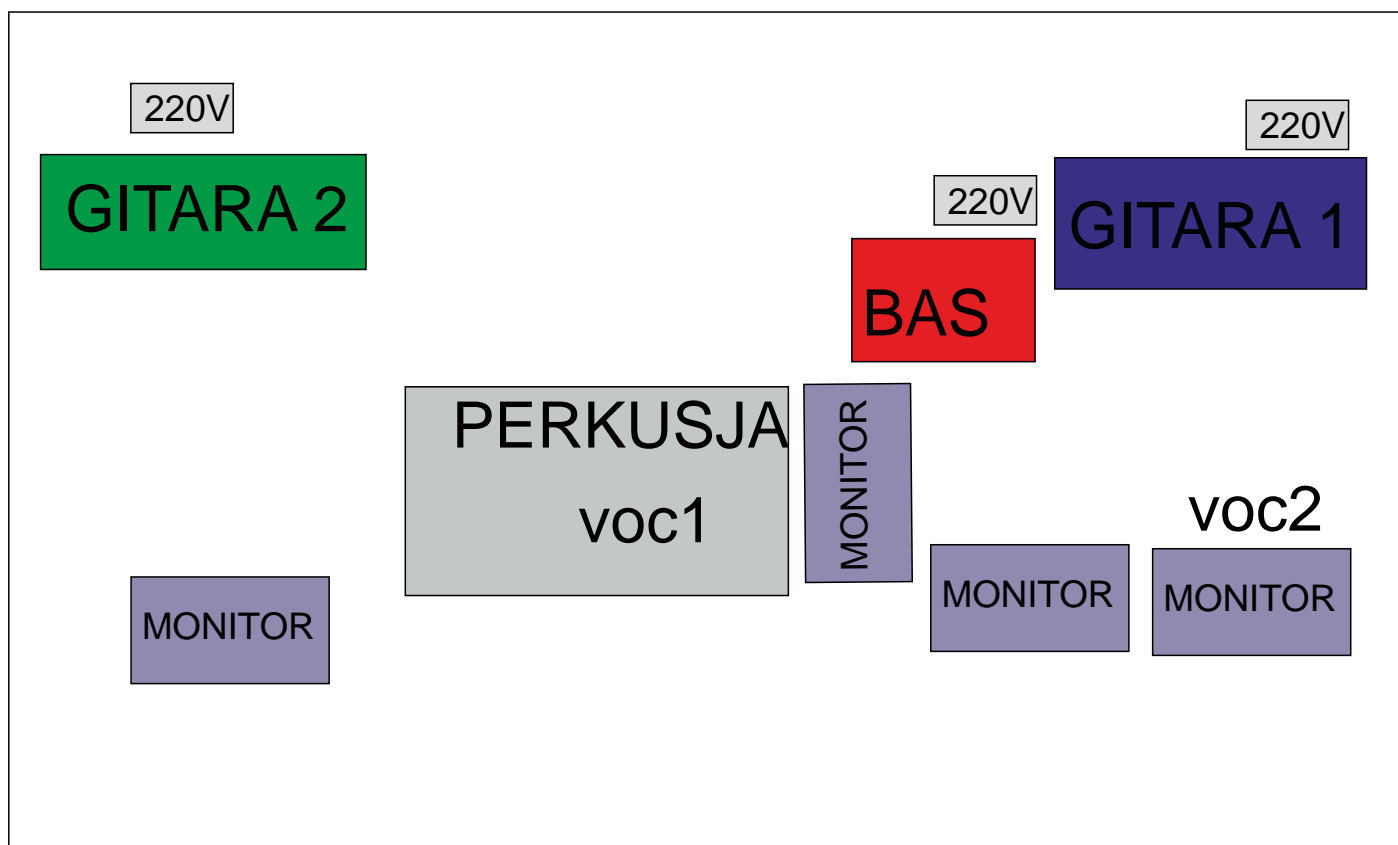 220V
220V
GITARA 2
220V
GITARA 1
BAS
PERKUSJA
voc1
MONITOR
voc2
MONITOR
MONITOR
MONITOR